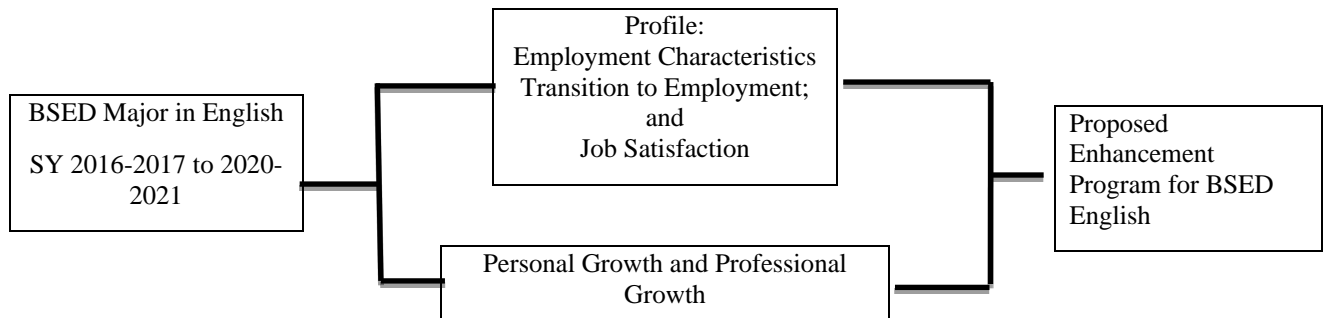 BSED Major in English
SY 2016-2017 to 2020-
2021
Profile:
Employment Characteristics
Transition to Employment;
and
Job Satisfaction
Personal Growth and Professional
Growth
Proposed
Enhancement
Program for BSED
English